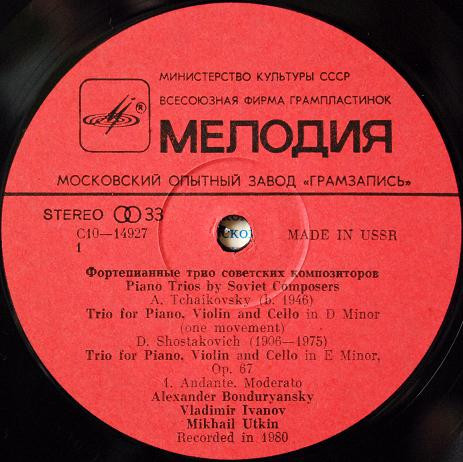 МИНИСТЕРСТВО КУЛЬТУРЫ СССР
ВСЕСОЮЗНАЯ ФИРМА ГРАМПЛАСТИНОК
®
МЕЛОДИЯ
МОСКОВСКИЙ ОПЫТНЫЙ ЗАВОД «ГРАМЗАПИСЬ»
STEREO 33
С10—14927
1
MADE IN USSR
Фортепианные трио советских композиторов
Piano Trios by Soviet Composers
A. Tchaikovsky (b. 1946)
Trio for Piano, Violin and Cello in D Minor
(one movement)
D. Shostakovich (1906—1975)
Trio for Piano, Violin and Cello in E Minor,
Op. 67
1. Andante. Moderato
Alexander Bonduryansky
Vladimir Ivanov
Mikhail Utkin
Recorded in 1980